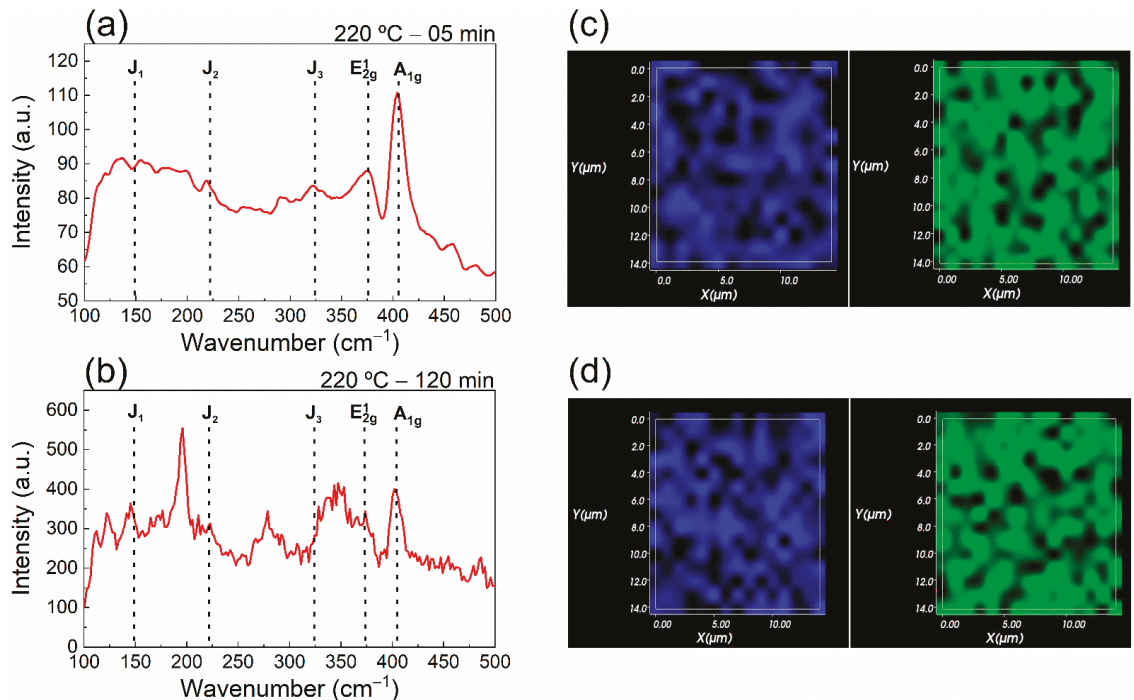 (a)
220 ºC – 05 min
J₁ J₂ J₃ E¹₂g A₁g
120
110
100
90
80
70
60
50
Intensity (a.u.)
100 150 200 250 300 350 400 450 500
Wavenumber (cm⁻¹)
(b)
220 ºC – 120 min
J₁ J₂ J₃ E¹₂g A₁g
600
500
400
300
200
100
0
Intensity (a.u.)
100 150 200 250 300 350 400 450 500
Wavenumber (cm⁻¹)
(c)
0.0
2.0
4.0
6.0
8.0
10.0
12.0
14.0
Y(µm)
0.0 5.00 10.0
X(µm)
0.0
2.0
4.0
6.0
8.0
10.0
12.0
14.0
Y(µm)
0.0 5.00 10.00
X(µm)
(d)
0.0
2.0
4.0
6.0
8.0
10.0
12.0
14.0
Y(µm)
0.00 5.00 10.00
X(µm)
0.0
2.0
4.0
6.0
8.0
10.0
12.0
14.0
Y(µm)
0.00 5.00 10.00
X(µm)